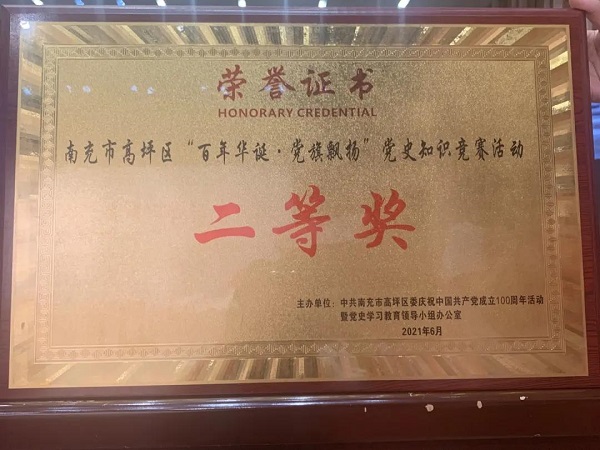 荣誉证书
HONORARY CREDENTIAL
南充市高坪区“百年华诞·党旗飘扬”党史知识竞赛活动
二等奖
主办单位：中共南充市高坪区委庆祝中国共产党成立100周年活动
暨党史学习教育领导小组办公室
2021年6月